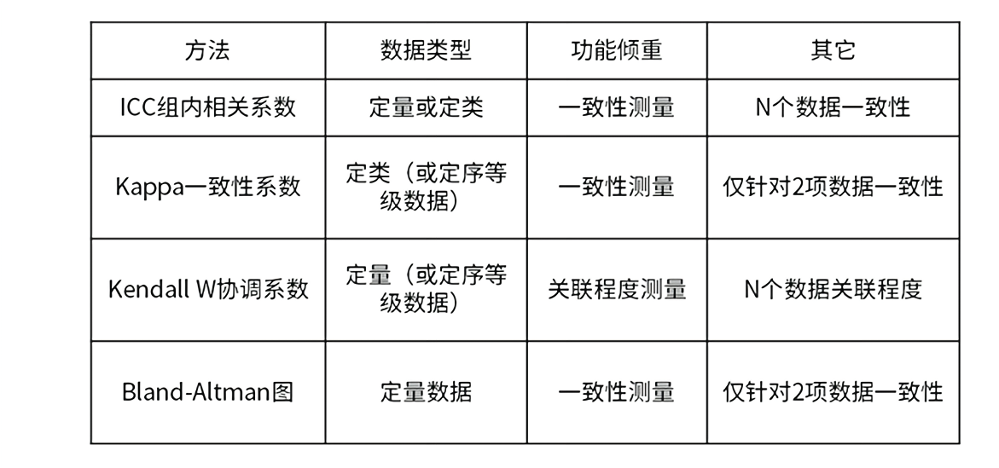 方法 数据类型 功能倾重 其它
ICC组内相关系数 定量或定类 一致性测量 N个数据一致性
Kappa一致性系数 定类（或定序等
级数据） 一致性测量 仅针对2项数据一致性
Kendall W协调系数 定量（或定序等
级数据） 关联程度测量 N个数据关联程度
Bland-Altman图 定量数据 一致性测量 仅针对2项数据一致性